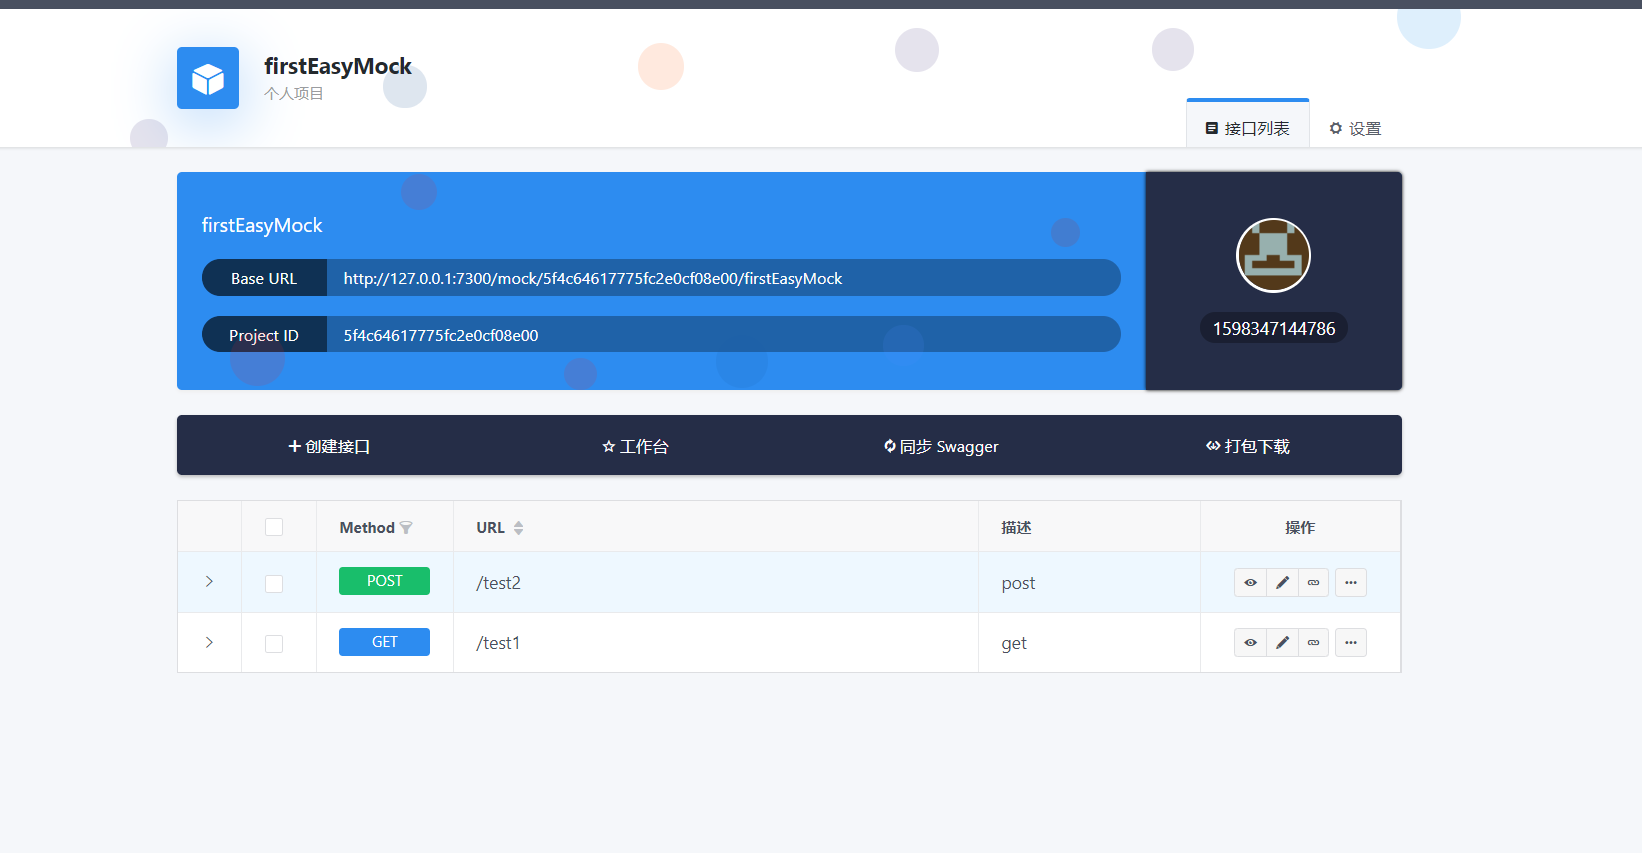 firstEasyMock
个人项目
接口列表 设置
firstEasyMock
Base URL http://127.0.0.1:7300/mock/5f4c64617775fc2e0cf08e00/firstEasyMock
Project ID 5f4c64617775fc2e0cf08e00
1598347144786
创建接口 工作台 同步 Swagger 打包下载
Method URL 描述 操作
POST /test2 post
GET /test1 get